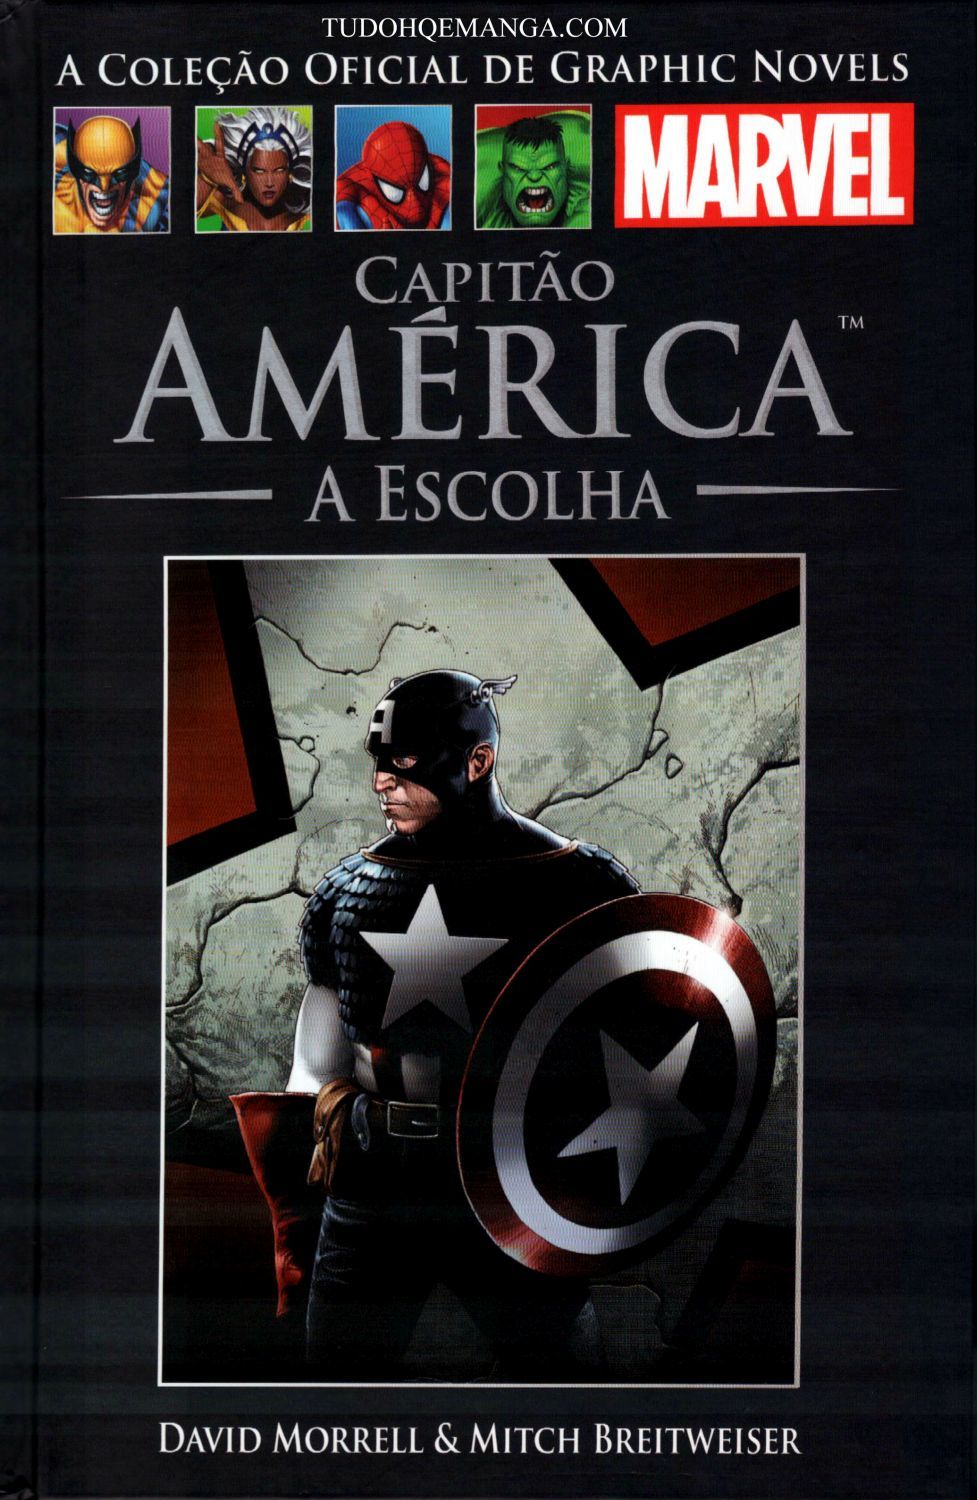 TUDOHQEMANGA.COM
A COLEÇÃO OFICIAL DE GRAPHIC NOVELS
MARVEL
CAPITÃO
AMÉRICA™
A ESCOLHA
A
DAVID MORRELL & MITCH BREITWEISER